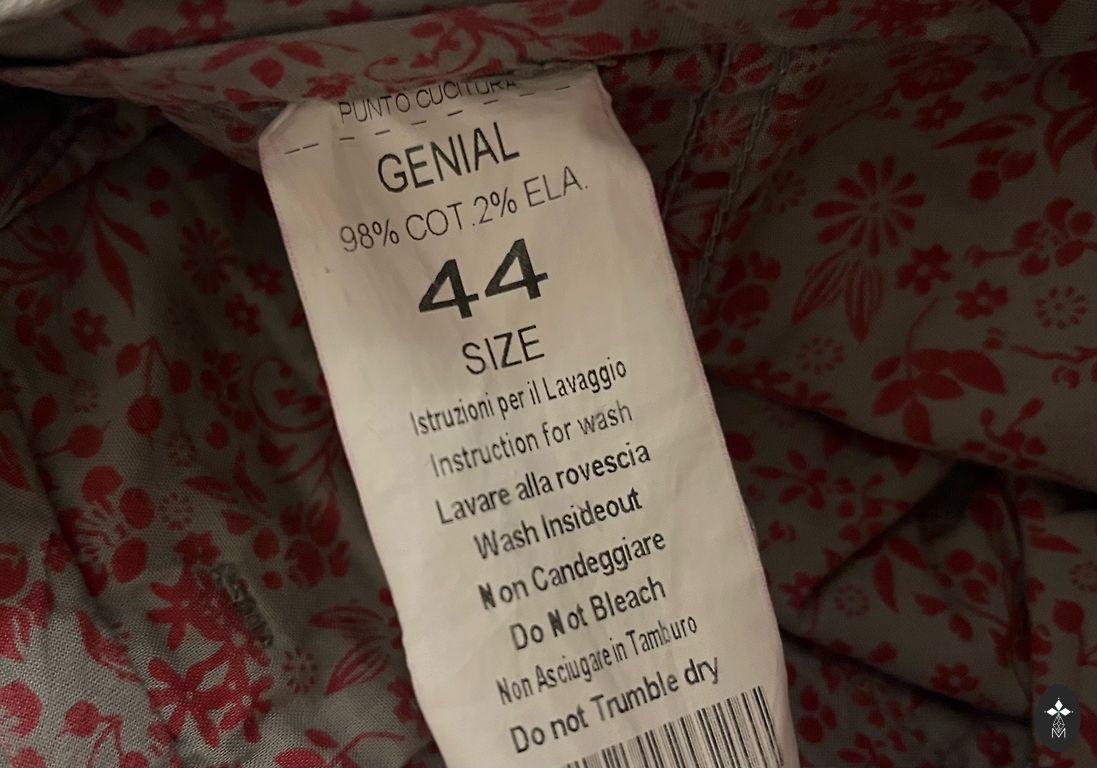 PUNTO CUCITURA
GENIAL
98% COT.2% ELA.
44
SIZE
Istruzioni per il Lavaggio
Instruction for wash
Lavare alla rovescia
Wash Insideout
Non Candeggiare
Do Not Bleach
Non Asciugare in Tamburo
Do not Trumble dry
M